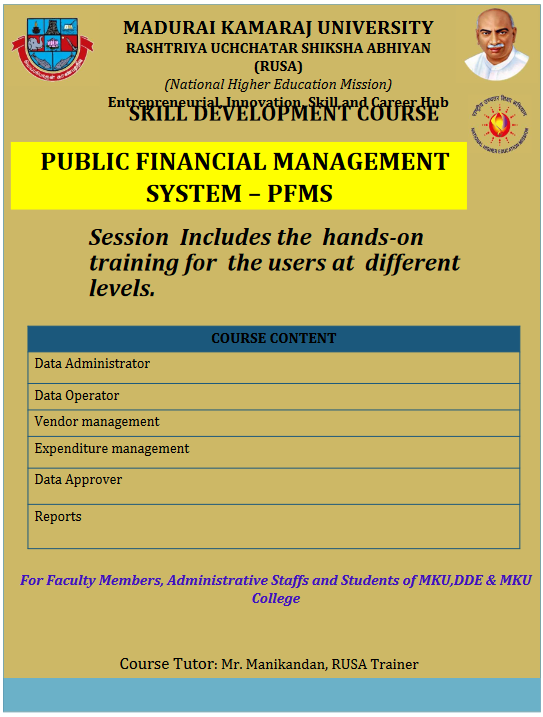 MADURAI KAMARAJ UNIVERSITY
RASHTRIYA UCHCHATAR SHIKSHA ABHIYAN
(RUSA)
(National Higher Education Mission)
Entrepreneurial, Innovation, Skill and Career Hub
SKILL DEVELOPMENT COURSE
PUBLIC FINANCIAL MANAGEMENT
SYSTEM – PFMS
Session Includes the hands-on
training for the users at different
levels.
COURSE CONTENT
Data Administrator
Data Operator
Vendor management
Expenditure management
Data Approver
Reports
For Faculty Members, Administrative Staffs and Students of MKU,DDE & MKU
College
Course Tutor: Mr. Manikandan, RUSA Trainer